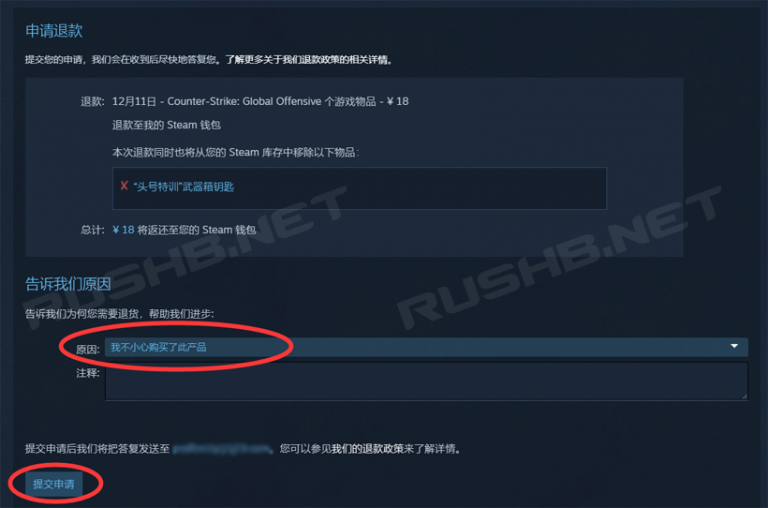 申请退款
提交您的申请，我们会在收到后尽快地答复您。了解更多关于我们退款政策的相关详情。
退款: 12月11日 - Counter-Strike: Global Offensive 个游戏物品 - ¥ 18
退款至我的 Steam 钱包
本次退款同时也将从您的 Steam 库存中移除以下物品:
X “头号特训”武器箱钥匙
总计: ¥ 18 将返还至您的 Steam 钱包
RUSHB.NET
RUSHB.NET
告诉我们原因
告诉我们为何您需要退货，帮助我们进步:
原因: 我不小心购买了此产品
注释:
提交申请后我们将把答复发送至 。您可以参见我们的退款政策来了解详情。
提交申请